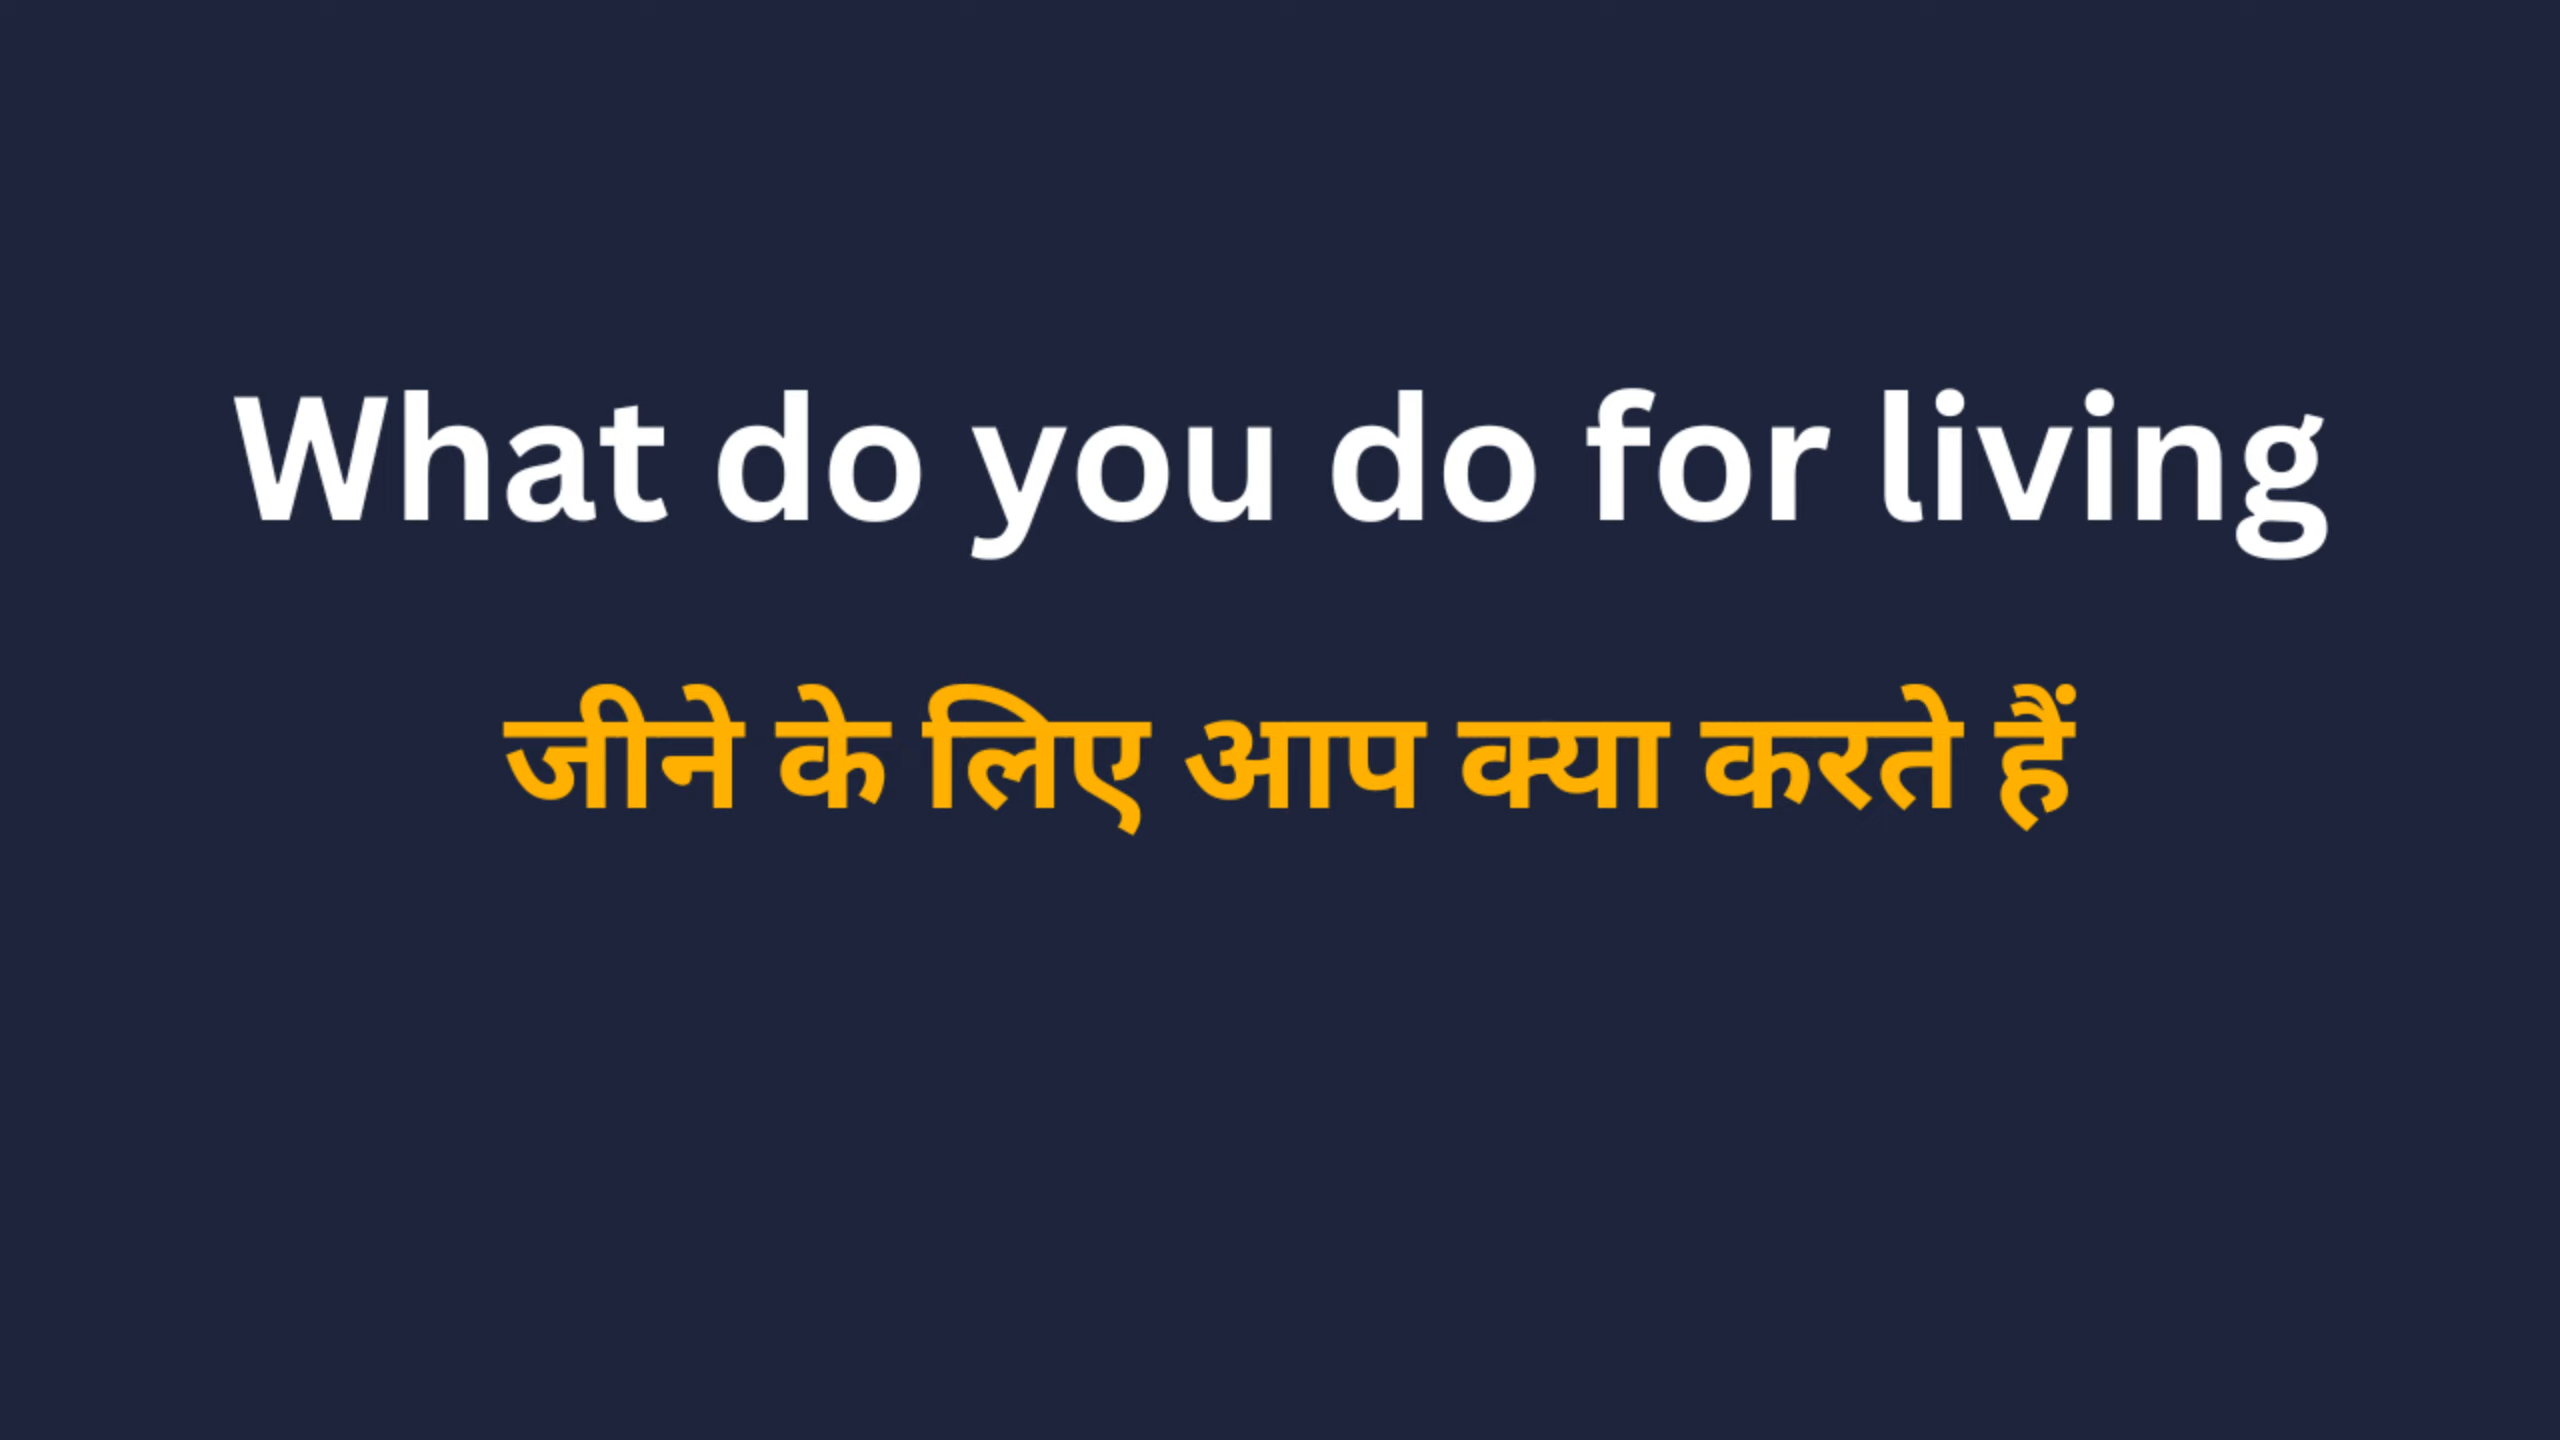 What do you do for living
जीने के लिए आप क्या करते हैं